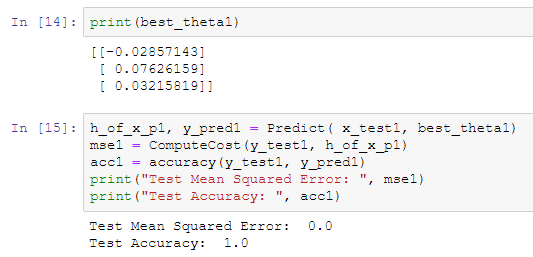 In [14]: print(best_theta1)
[[-0.02857143]
[ 0.07626159]
[ 0.03215819]]
In [15]: h_of_x_p1, y_pred1 = Predict( x_test1, best_theta1)
mse1 = ComputeCost(y_test1, h_of_x_p1)
acc1 = accuracy(y_test1, y_pred1)
print("Test Mean Squared Error: ", mse1)
print("Test Accuracy: ", acc1)
Test Mean Squared Error:  0.0
Test Accuracy:  1.0